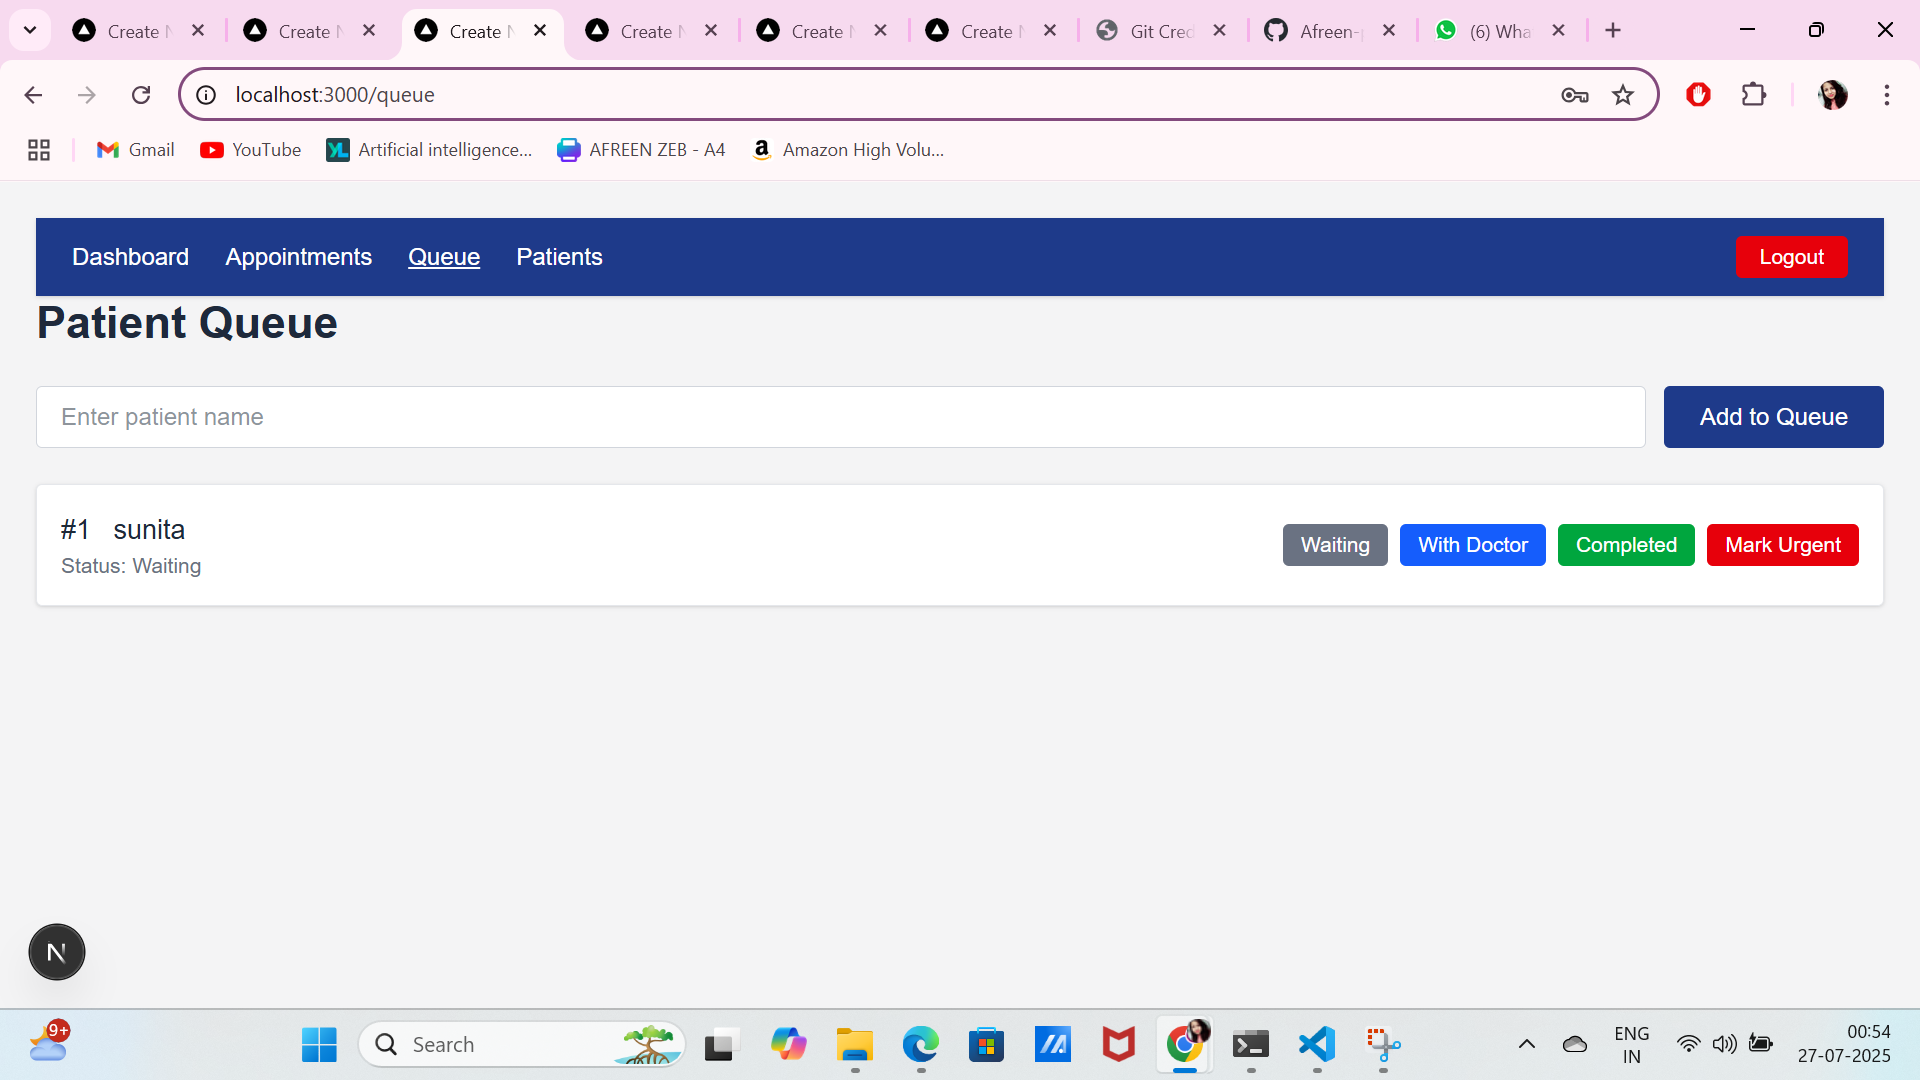 Create N
Create N
Create N
Create N
Create N
Create N
Git Cred
Afreen-
(6) Wha
localhost:3000/queue
Gmail
YouTube
Artificial intelligence...
AFREEN ZEB - A4
Amazon High Volu...
Dashboard
Appointments
Queue
Patients
Logout
Patient Queue
Enter patient name
Add to Queue
#1 sunita
Status: Waiting
Waiting
With Doctor
Completed
Mark Urgent
N
9+
Search
ENG
IN
00:54
27-07-2025